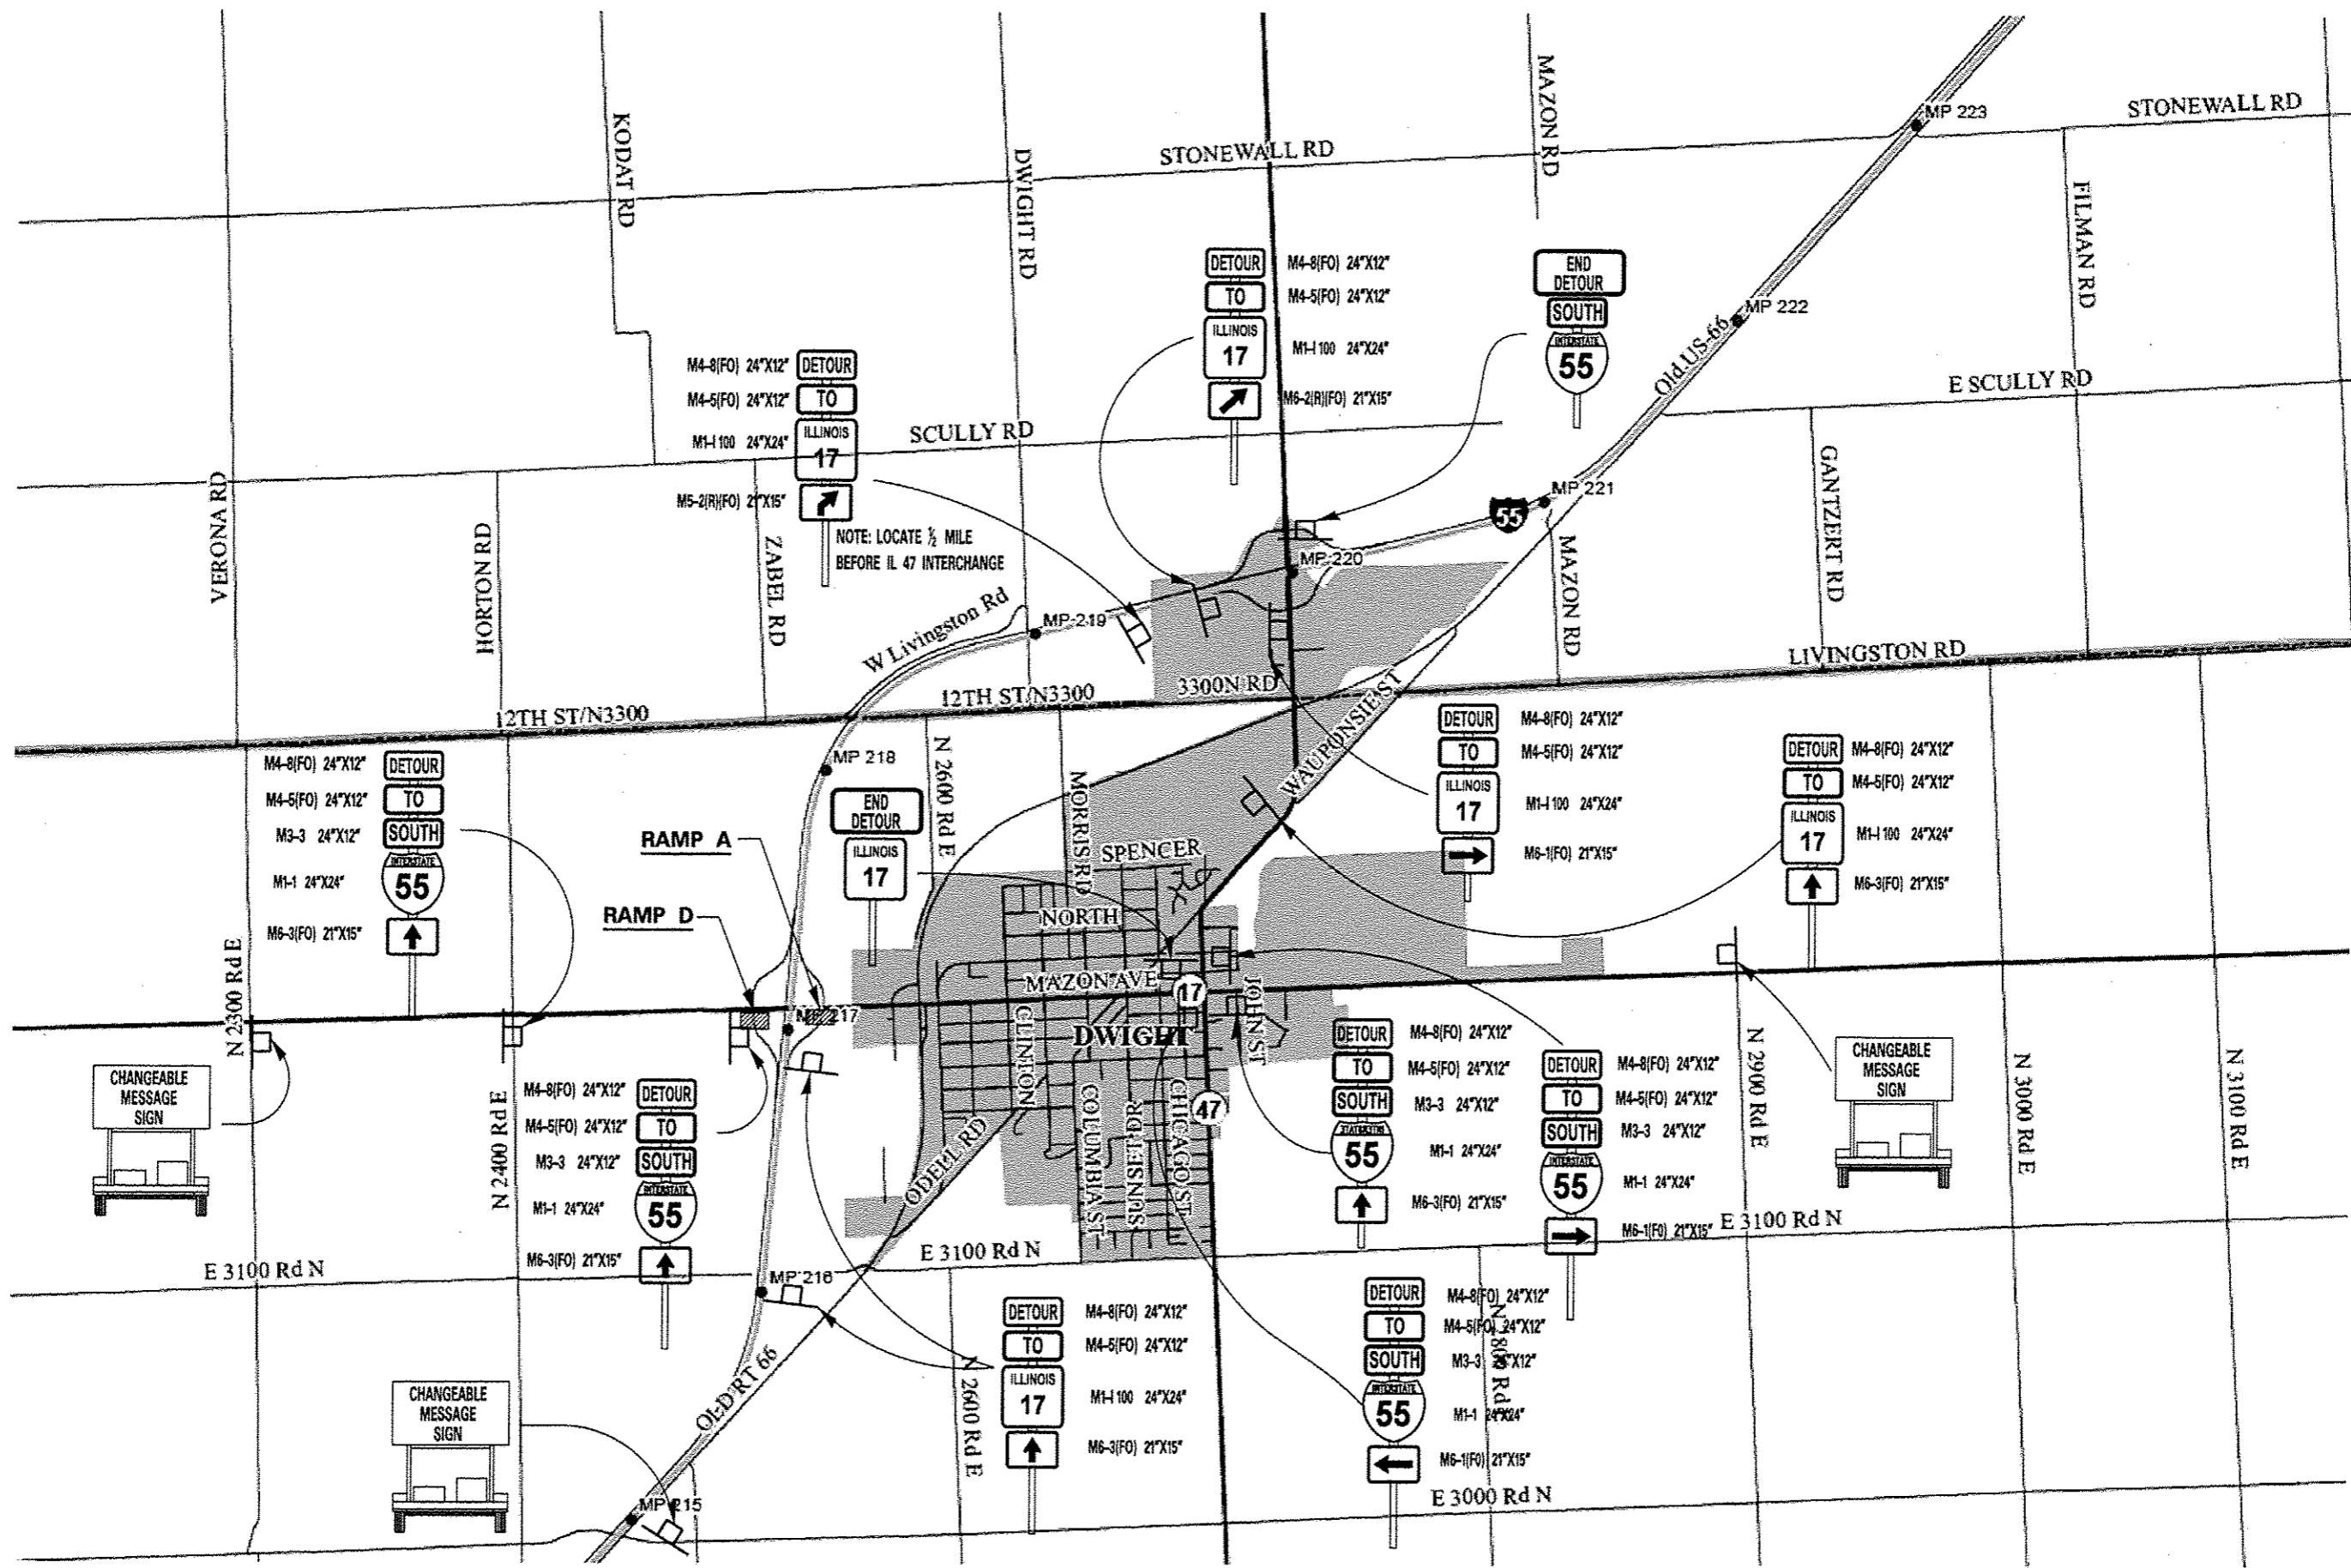 KODAT RD
DWIGHT RD
MAZON RD
STONEWALL RD
STONEWALL RD
MP 223
FILMAN RD
MP 222
Old US-66
E SCULLY RD
SCULLY RD
VERONA RD
HORTON RD
ZABEL RD
GANTZERT RD
MAZON RD
M4-8(FO) 24"X12" DETOUR
M4-5(FO) 24"X12" TO
M1-I 100 24"X24" ILLINOIS
17
M5-2(R)(FO) 21"X15"
NOTE: LOCATE ½ MILE
BEFORE IL 47 INTERCHANGE
DETOUR M4-8(FO) 24"X12"
TO M4-5(FO) 24"X12"
ILLINOIS
17 M1-I 100 24"X24"
M6-2(R)(FO) 21"X15"
END
DETOUR
SOUTH
INTERSTATE
55
MP 221
55
MP 220
MP 219
W Livingston Rd
LIVINGSTON RD
3300N RD
12TH ST/N3300
12TH ST/N3300
WAUPONSIE ST
MP 218
N 2600 Rd E
MORRIS RD
M4-8(FO) 24"X12" DETOUR
M4-5(FO) 24"X12" TO
M3-3 24"X12" SOUTH
INTERSTATE
M1-1 24"X24" 55
M6-3(FO) 21"X15"
END
DETOUR
ILLINOIS
17
RAMP A
RAMP D
DETOUR M4-8(FO) 24"X12"
TO M4-5(FO) 24"X12"
ILLINOIS
17 M1-I 100 24"X24"
M6-1(FO) 21"X15"
DETOUR M4-8(FO) 24"X12"
TO M4-5(FO) 24"X12"
ILLINOIS
17 M1-I 100 24"X24"
M6-3(FO) 21"X15"
SPENCER
NORTH
MAZON AVE
17
JOHN ST
DWIGHT
CLINTON
COLUMBIA ST
CHICAGO ST
47
ODELL RD
MP 217
N 2300 Rd E
N 2400 Rd E
N 2900 Rd E
N 3000 Rd E
N 3100 Rd E
CHANGEABLE
MESSAGE
SIGN
M4-8(FO) 24"X12" DETOUR
M4-5(FO) 24"X12" TO
M3-3 24"X12" SOUTH
INTERSTATE
M1-1 24"X24" 55
M6-3(FO) 21"X15"
DETOUR M4-8(FO) 24"X12"
TO M4-5(FO) 24"X12"
SOUTH M3-3 24"X12"
55 M1-1 24"X24"
M6-3(FO) 21"X15"
DETOUR M4-8(FO) 24"X12"
TO M4-5(FO) 24"X12"
SOUTH M3-3 24"X12"
INTERSTATE
55 M1-1 24"X24"
M6-1(FO) 21"X15"
CHANGEABLE
MESSAGE
SIGN
E 3100 Rd N
E 3100 Rd N
E 3100 Rd N
MP 216
OLD RT 66
N 2600 Rd E
CHANGEABLE
MESSAGE
SIGN
MP 215
DETOUR M4-8(FO) 24"X12"
TO M4-5(FO) 24"X12"
ILLINOIS
17 M1-I 100 24"X24"
M6-3(FO) 21"X15"
DETOUR M4-8(FO) 24"X12"
TO M4-5(FO) 24"X12"
SOUTH M3-3 24"X12"
INTERSTATE
55 M1-1 24"X24"
M6-1(FO) 21"X15"
E 3000 Rd N